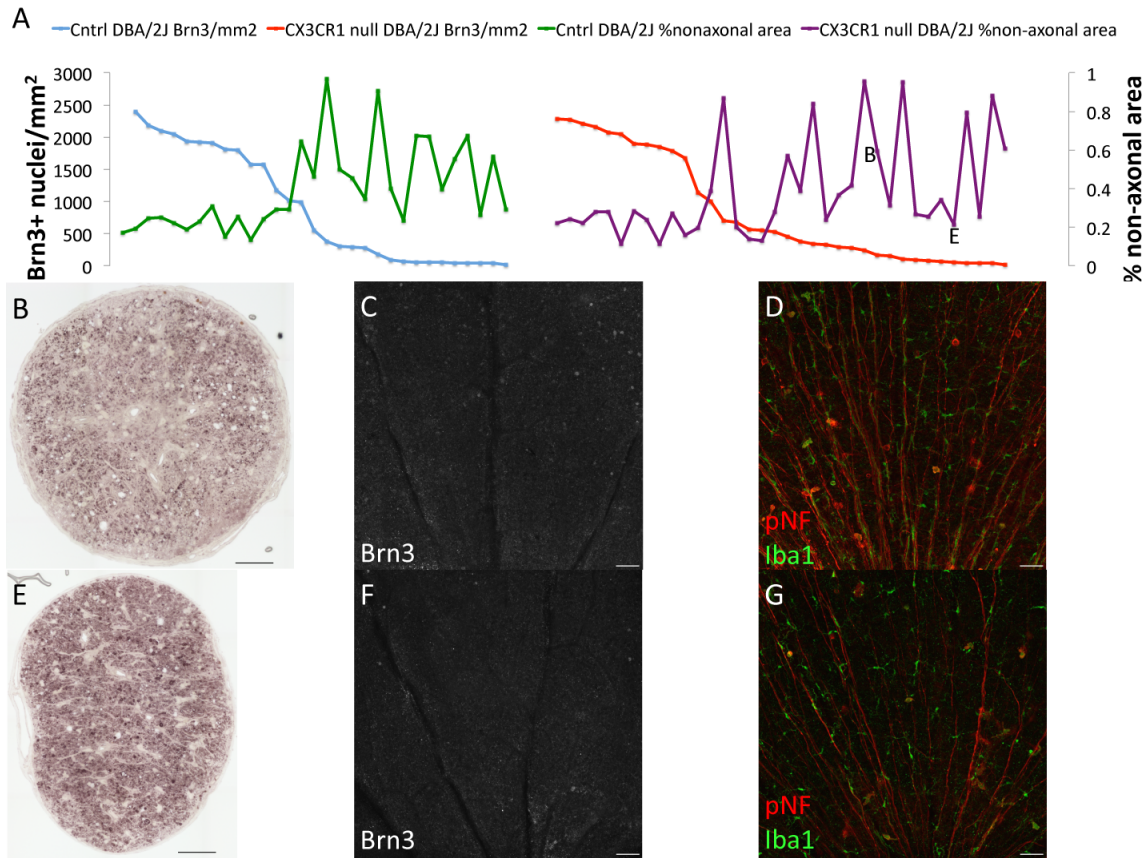 A
Cntrl DBA/2J Brn3/mm2 CX3CR1 null DBA/2J Brn3/mm2 Cntrl DBA/2J %nonaxonal area CX3CR1 null DBA/2J %non-axonal area
Brn3+ nuclei/mm²
3000
2500
2000
1500
1000
500
0
1
0.8
0.6
0.4
0.2
0
% non-axonal area
B
E
B
C
Brn3
D
pNF
Iba1
E
F
Brn3
G
pNF
Iba1